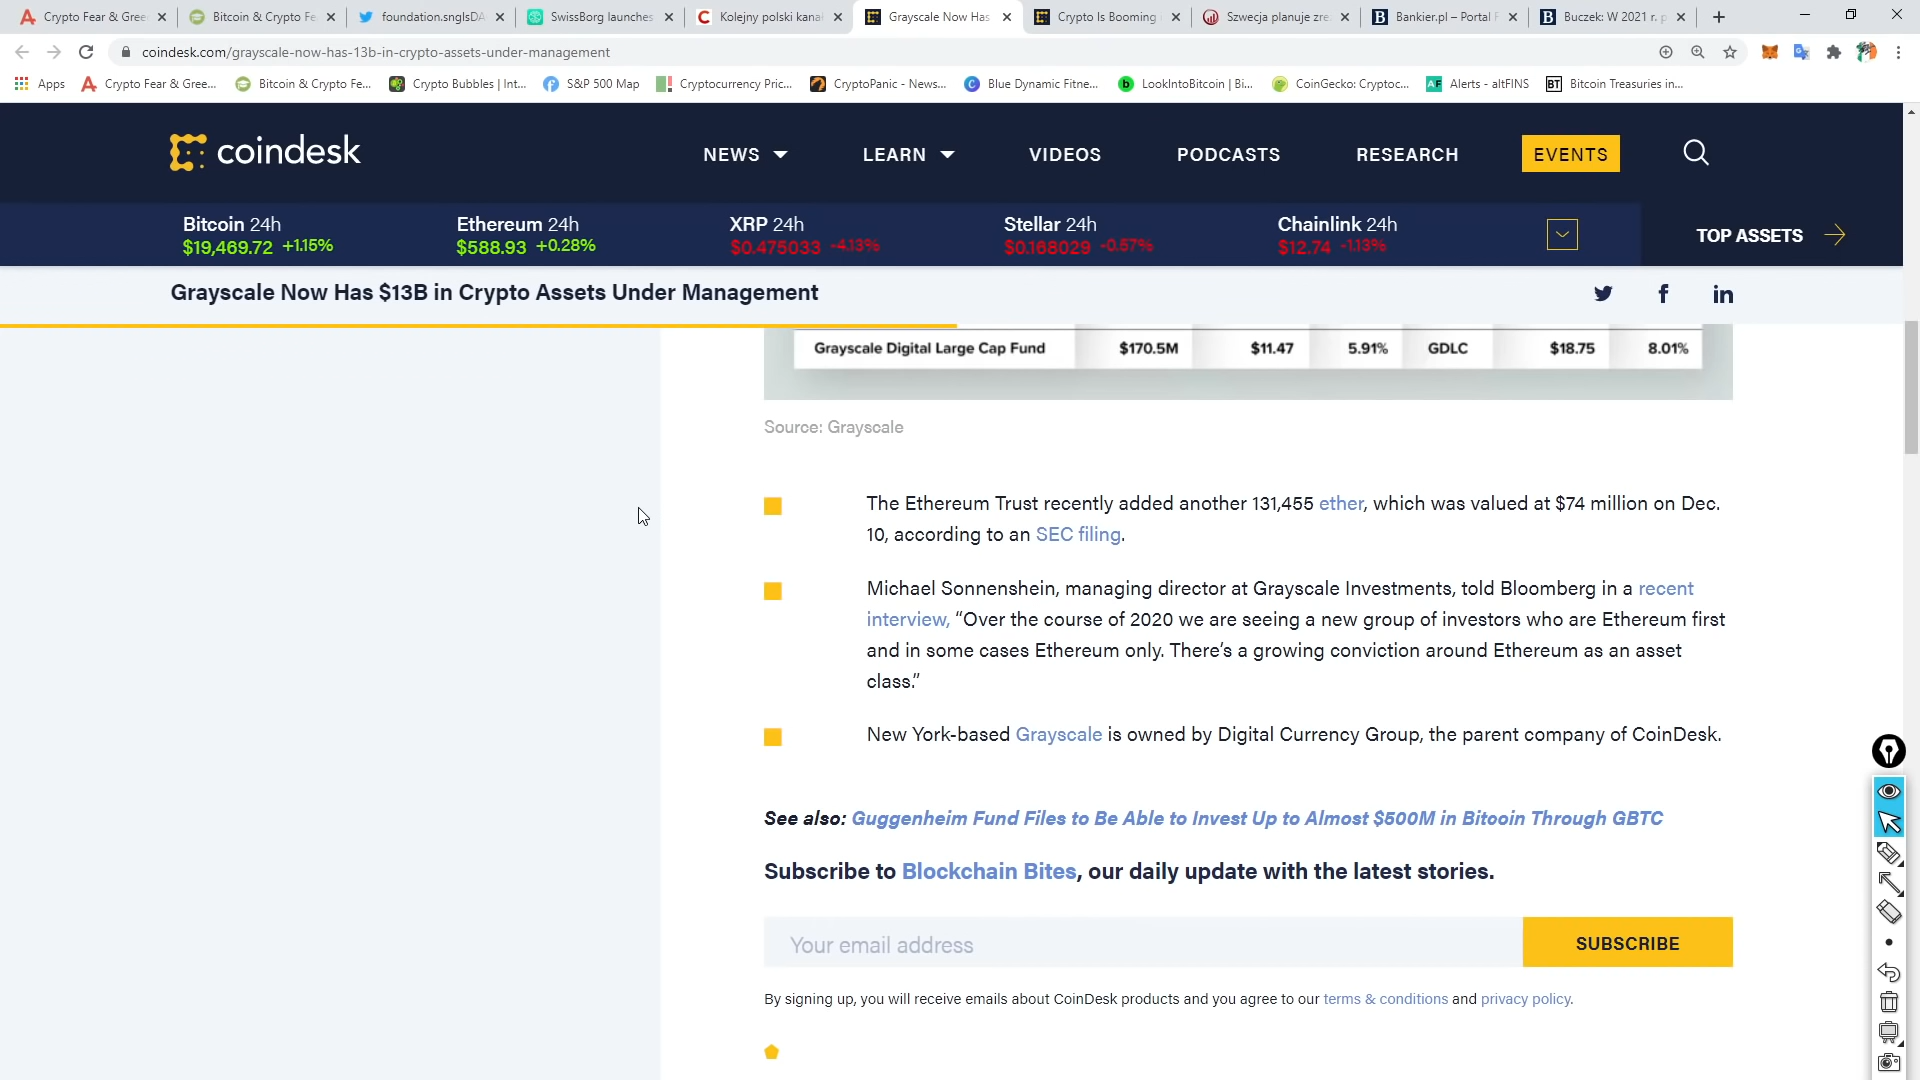 Crypto Fear & Gree
Bitcoin & Crypto Fe
foundation.snglsDA
SwissBorg launches
Kolejny polski kana
Grayscale Now Has
Crypto Is Booming
Szwecja planuje zre
Bankier.pl – Portal F
Buczek: W 2021 r. p
coindesk.com/grayscale-now-has-13b-in-crypto-assets-under-management
Apps
Crypto Fear & Gree...
Bitcoin & Crypto Fe...
Crypto Bubbles | Int...
S&P 500 Map
Cryptocurrency Pric...
CryptoPanic - News...
Blue Dynamic Fitne...
LookIntoBitcoin | Bi...
CoinGecko: Cryptoc...
Alerts - altFINS
BT
Bitcoin Treasuries in...
coindesk
NEWS
LEARN
VIDEOS
PODCASTS
RESEARCH
EVENTS
Bitcoin 24h
$19,469.72 +1.15%
Ethereum 24h
$588.93 +0.28%
XRP 24h
$0.475033 -4.13%
Stellar 24h
$0.168029 -0.57%
Chainlink 24h
$12.74 -1.13%
TOP ASSETS
Grayscale Now Has $13B in Crypto Assets Under Management
Grayscale Digital Large Cap Fund $170.5M $11.47 5.91% GDLC $18.75 8.01%
Source: Grayscale
The Ethereum Trust recently added another 131,455 ether, which was valued at $74 million on Dec.
10, according to an SEC filing.
Michael Sonnenshein, managing director at Grayscale Investments, told Bloomberg in a recent
interview, “Over the course of 2020 we are seeing a new group of investors who are Ethereum first
and in some cases Ethereum only. There’s a growing conviction around Ethereum as an asset
class.”
New York-based Grayscale is owned by Digital Currency Group, the parent company of CoinDesk.
See also: Guggenheim Fund Files to Be Able to Invest Up to Almost $500M in Bitcoin Through GBTC
Subscribe to Blockchain Bites, our daily update with the latest stories.
Your email address
SUBSCRIBE
By signing up, you will receive emails about CoinDesk products and you agree to our terms & conditions and privacy policy.